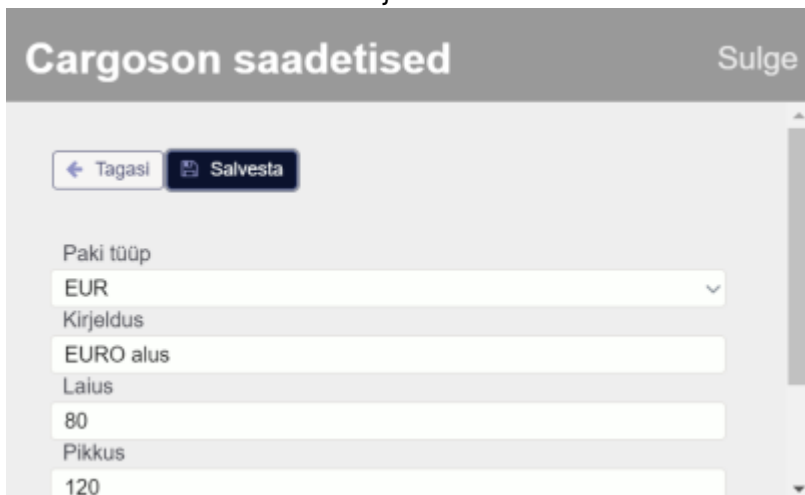 Cargoson saadetised Sulge
Tagasi Salvesta
Paki tüüp
EUR
Kirjeldus
EURO alus
Laius
80
Pikkus
120